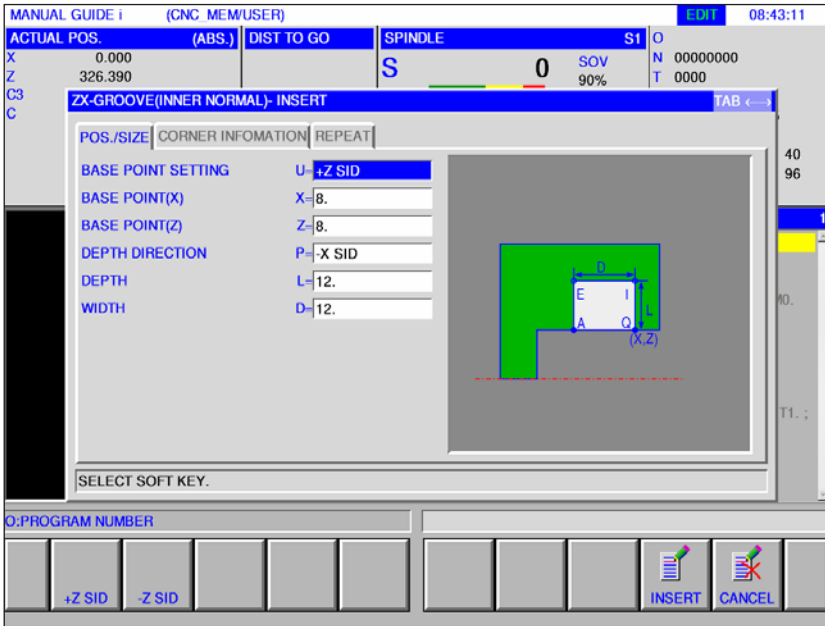 MANUAL GUIDE i (CNC_MEM/USER) EDIT 08:43:11
ACTUAL POS. (ABS.) DIST TO GO SPINDLE S1 O
X 0.000 S 0 SOV N 00000000
Z 326.390 90% T 0000
C3
C
ZX-GROOVE(INNER NORMAL)- INSERT TAB ←→
POS./SIZE CORNER INFOMATION REPEAT
BASE POINT SETTING U= +Z SID
BASE POINT(X) X= 8.
BASE POINT(Z) Z= 8.
DEPTH DIRECTION P= -X SID
DEPTH L= 12.
WIDTH D= 12.
D
E I
L
A Q
(X,Z)
40
96
1
M0.
T1. ;
SELECT SOFT KEY.
O:PROGRAM NUMBER
+Z SID -Z SID INSERT CANCEL